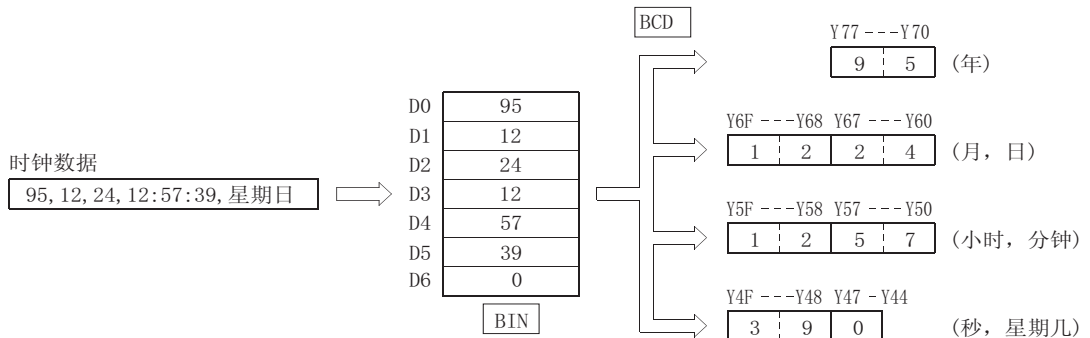 BCD
Y77 ---Y70
9 5 (年)
D0 95
D1 12
D2 24
D3 12
D4 57
D5 39
D6 0
BIN
时钟数据
95,12,24,12:57:39,星期日
Y6F ---Y68 Y67 ---Y60
1 2 2 4 (月，日)
Y5F ---Y58 Y57 ---Y50
1 2 5 7 (小时，分钟)
Y4F ---Y48 Y47 -Y44
3 9 0 (秒，星期几)